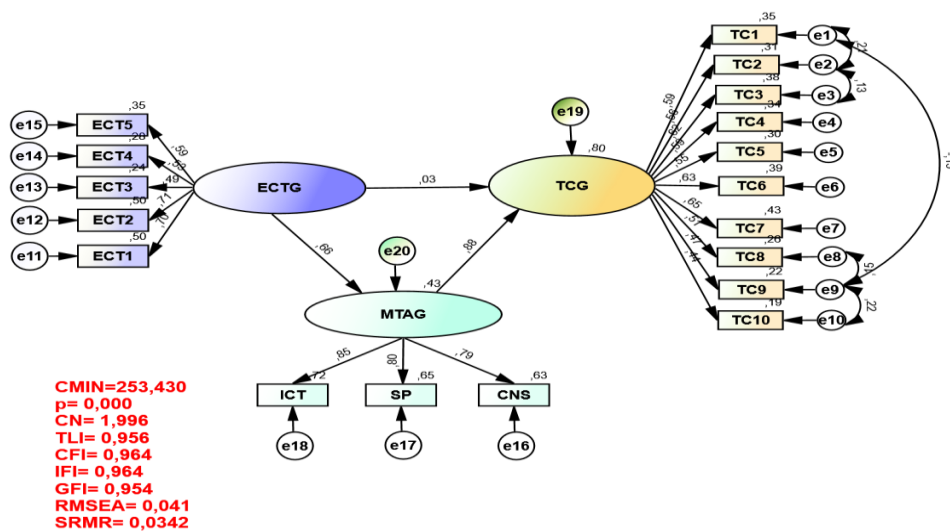 ,35
TC1
e1
,21
,31
TC2
e2
,38
TC3
e3
,13
,34
TC4
e4
,30
TC5
e5
,39
TC6
e6
,43
TC7
e7
,26
TC8
e8
,15
,22
TC9
e9
,22
,19
TC10
e10
,59
,55
,63
,65
,51
,47
,44
e19
,80
TCG
,35
e15
ECT5
e14
ECT4
,24
e13
ECT3
,50
e12
ECT2
,50
e11
ECT1
,59
,49
,71
,70
ECTG
,03
,66
,88
e20
,43
MTAG
,85
,80
,79
,72
ICT
,65
SP
,63
CNS
e18
e17
e16
CMIN=253,430
p= 0,000
CN= 1,996
TLI= 0,956
CFI= 0,964
IFI= 0,964
GFI= 0,954
RMSEA= 0,041
SRMR= 0,0342